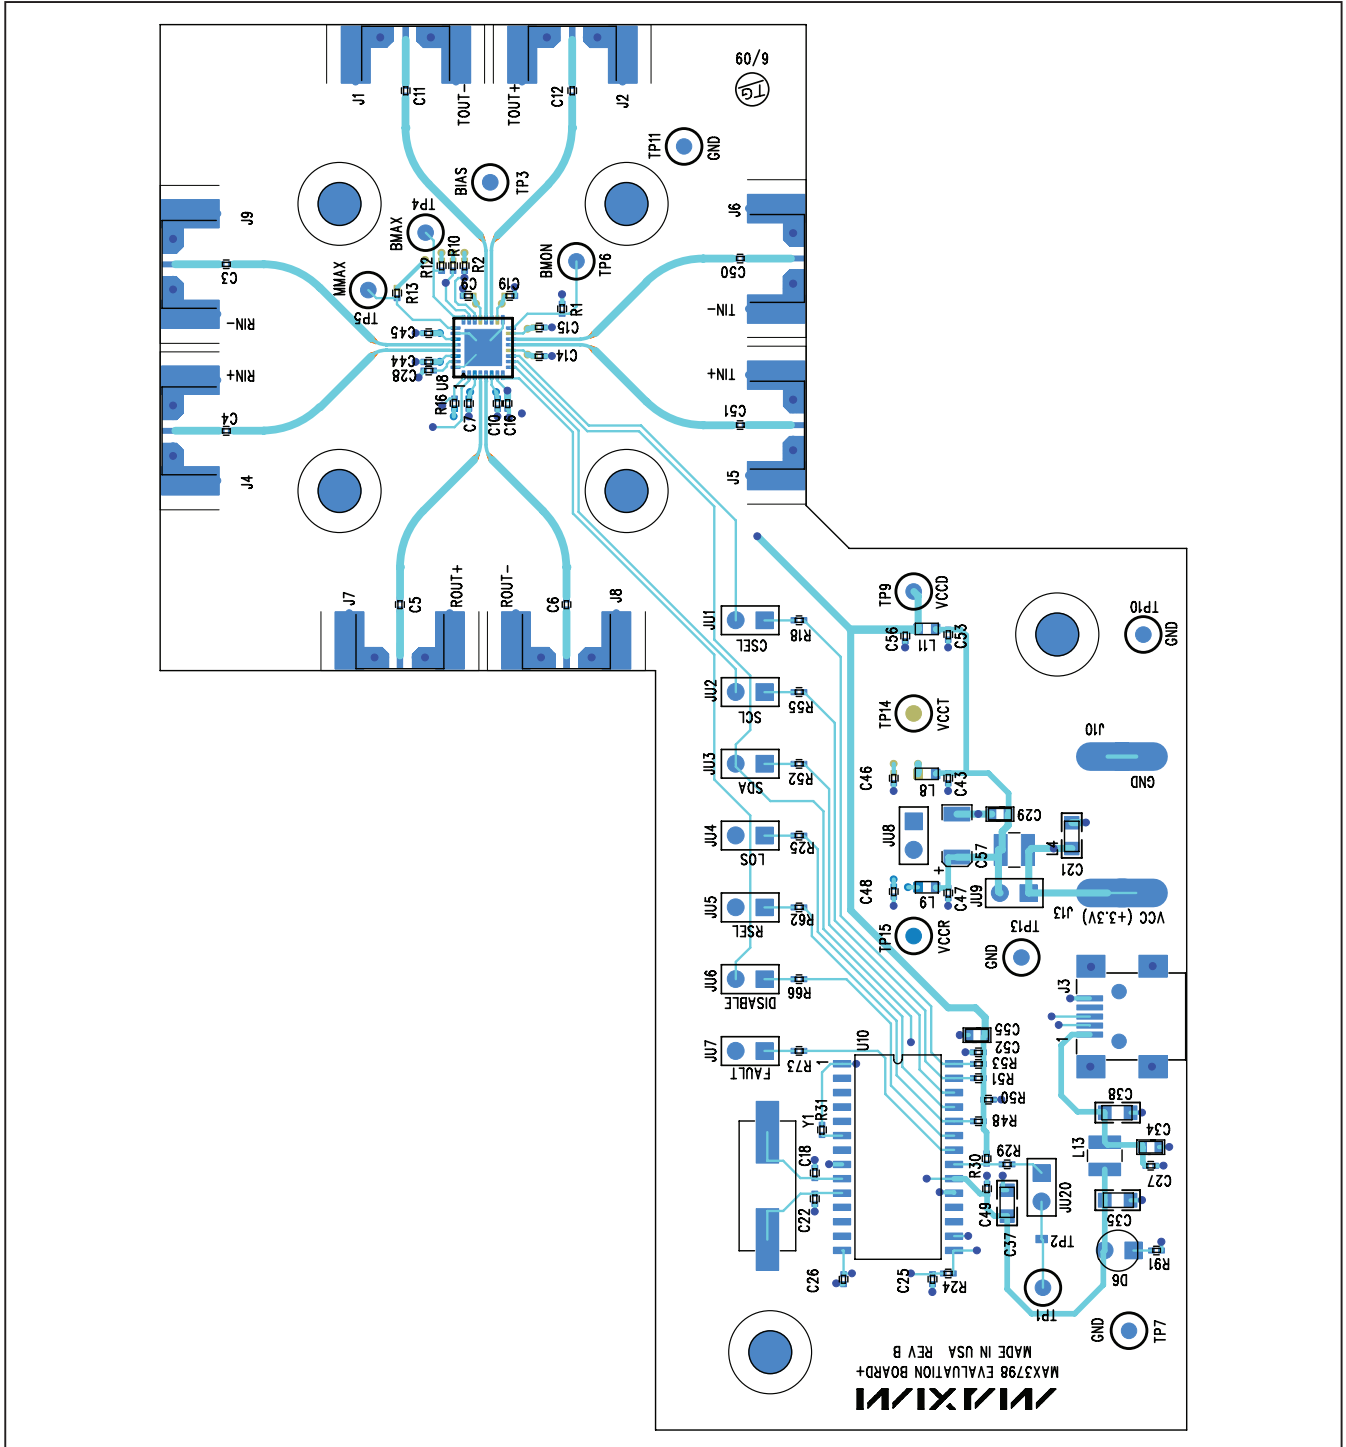 6/09
TG
J1
C11
TOUT-
TOUT+
C12
J2
TP11
GND
BIAS
TP3
TP4
BMAX
J9
J6
R10
R12
R2
BMON
TP6
C3
C50
MMAX
TP5
R13
C9
C19
R1
RIN-
TIN-
C45
C15
C44
C14
C28
U8
1
RIN+
TIN+
R16
C7
C10
C16
C4
C51
J4
J5
J7
C5
ROUT+
ROUT-
C6
J8
JU1
CSEL
R18
TP9
VCCD
C56
L11
C53
TP10
GND
JU2
SCL
R55
TP14
VCCT
J10
GND
JU3
SDA
R52
C46
L8
C43
C29
JU4
LOS
R25
JU8
+
C57
L4
C21
C48
L9
C47
JU9
J13
VCC (+3.3V)
JU5
RSEL
R62
TP15
VCCR
TP13
GND
JU6
DISABLE
R66
J3
1
JU7
FAULT
R73
U10
1
C55
C52
R53
R51
R50
R48
C38
Y1
R31
C18
R29
R30
L13
C34
C27
C22
C49
C37
JU20
C35
TP2
C26
C25
R24
TP1
D6
R91
GND
TP7
MADE IN USA REV B
MAX3798 EVALUATION BOARD+
MAXIM